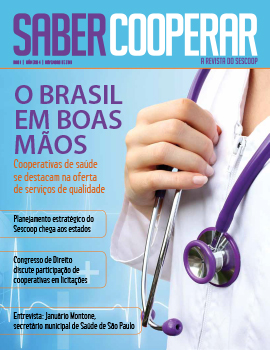 SABERCOOPERAR
A REVISTA DO SESCOOP
O BRASIL
EM BOAS
MÃOS
Cooperativas de saúde
se destacam na oferta
de serviços de qualidade
Planejamento estratégico do
Sescoop chega aos estados
Congresso de Direito
discute participação de
cooperativas em licitações
Entrevista: Januário Montone,
secretário municipal de Saúde de São Paulo